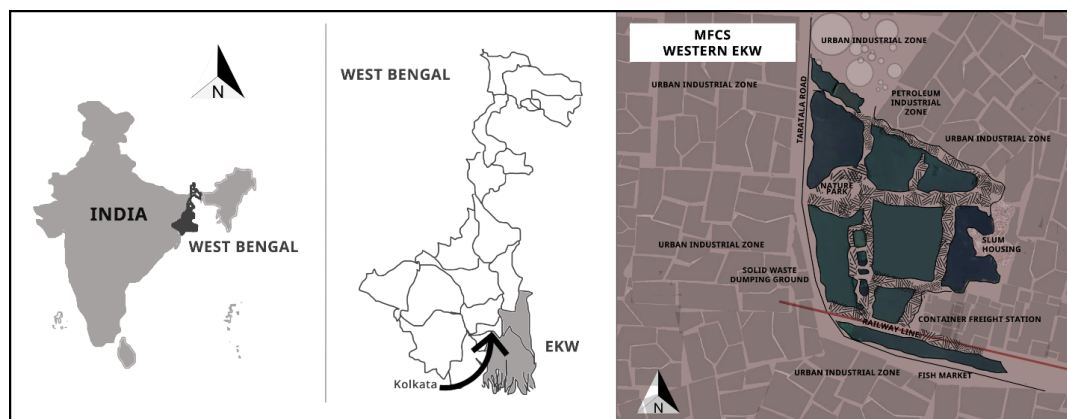 N
INDIA
WEST BENGAL
WEST BENGAL
EKW
Kolkata
MFCS
WESTERN EKW
URBAN INDUSTRIAL ZONE
URBAN INDUSTRIAL ZONE
TARATALA ROAD
PETROLEUM
INDUSTRIAL
ZONE
URBAN INDUSTRIAL ZONE
NATURE
PARK
URBAN INDUSTRIAL ZONE
SLUM
HOUSING
SOLID WASTE
DUMPING GROUND
CONTAINER FREIGHT STATION
RAILWAY LINE
URBAN INDUSTRIAL ZONE
FISH MARKET
N